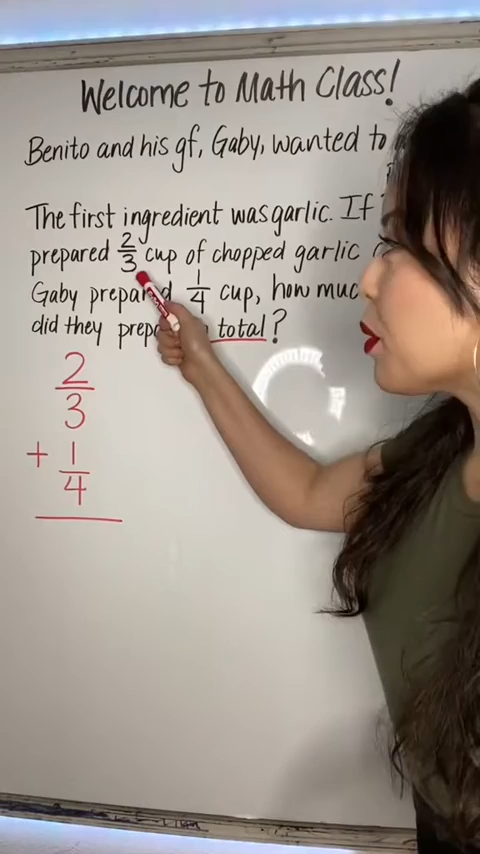 Welcome to Math Class!
Benito and his gf, Gaby, wanted to
The first ingredient was garlic. If
prepared 2/3 cup of chopped garlic
Gaby prepared 1/4 cup, how muc
did they prep total?
2
3
+ 1
4